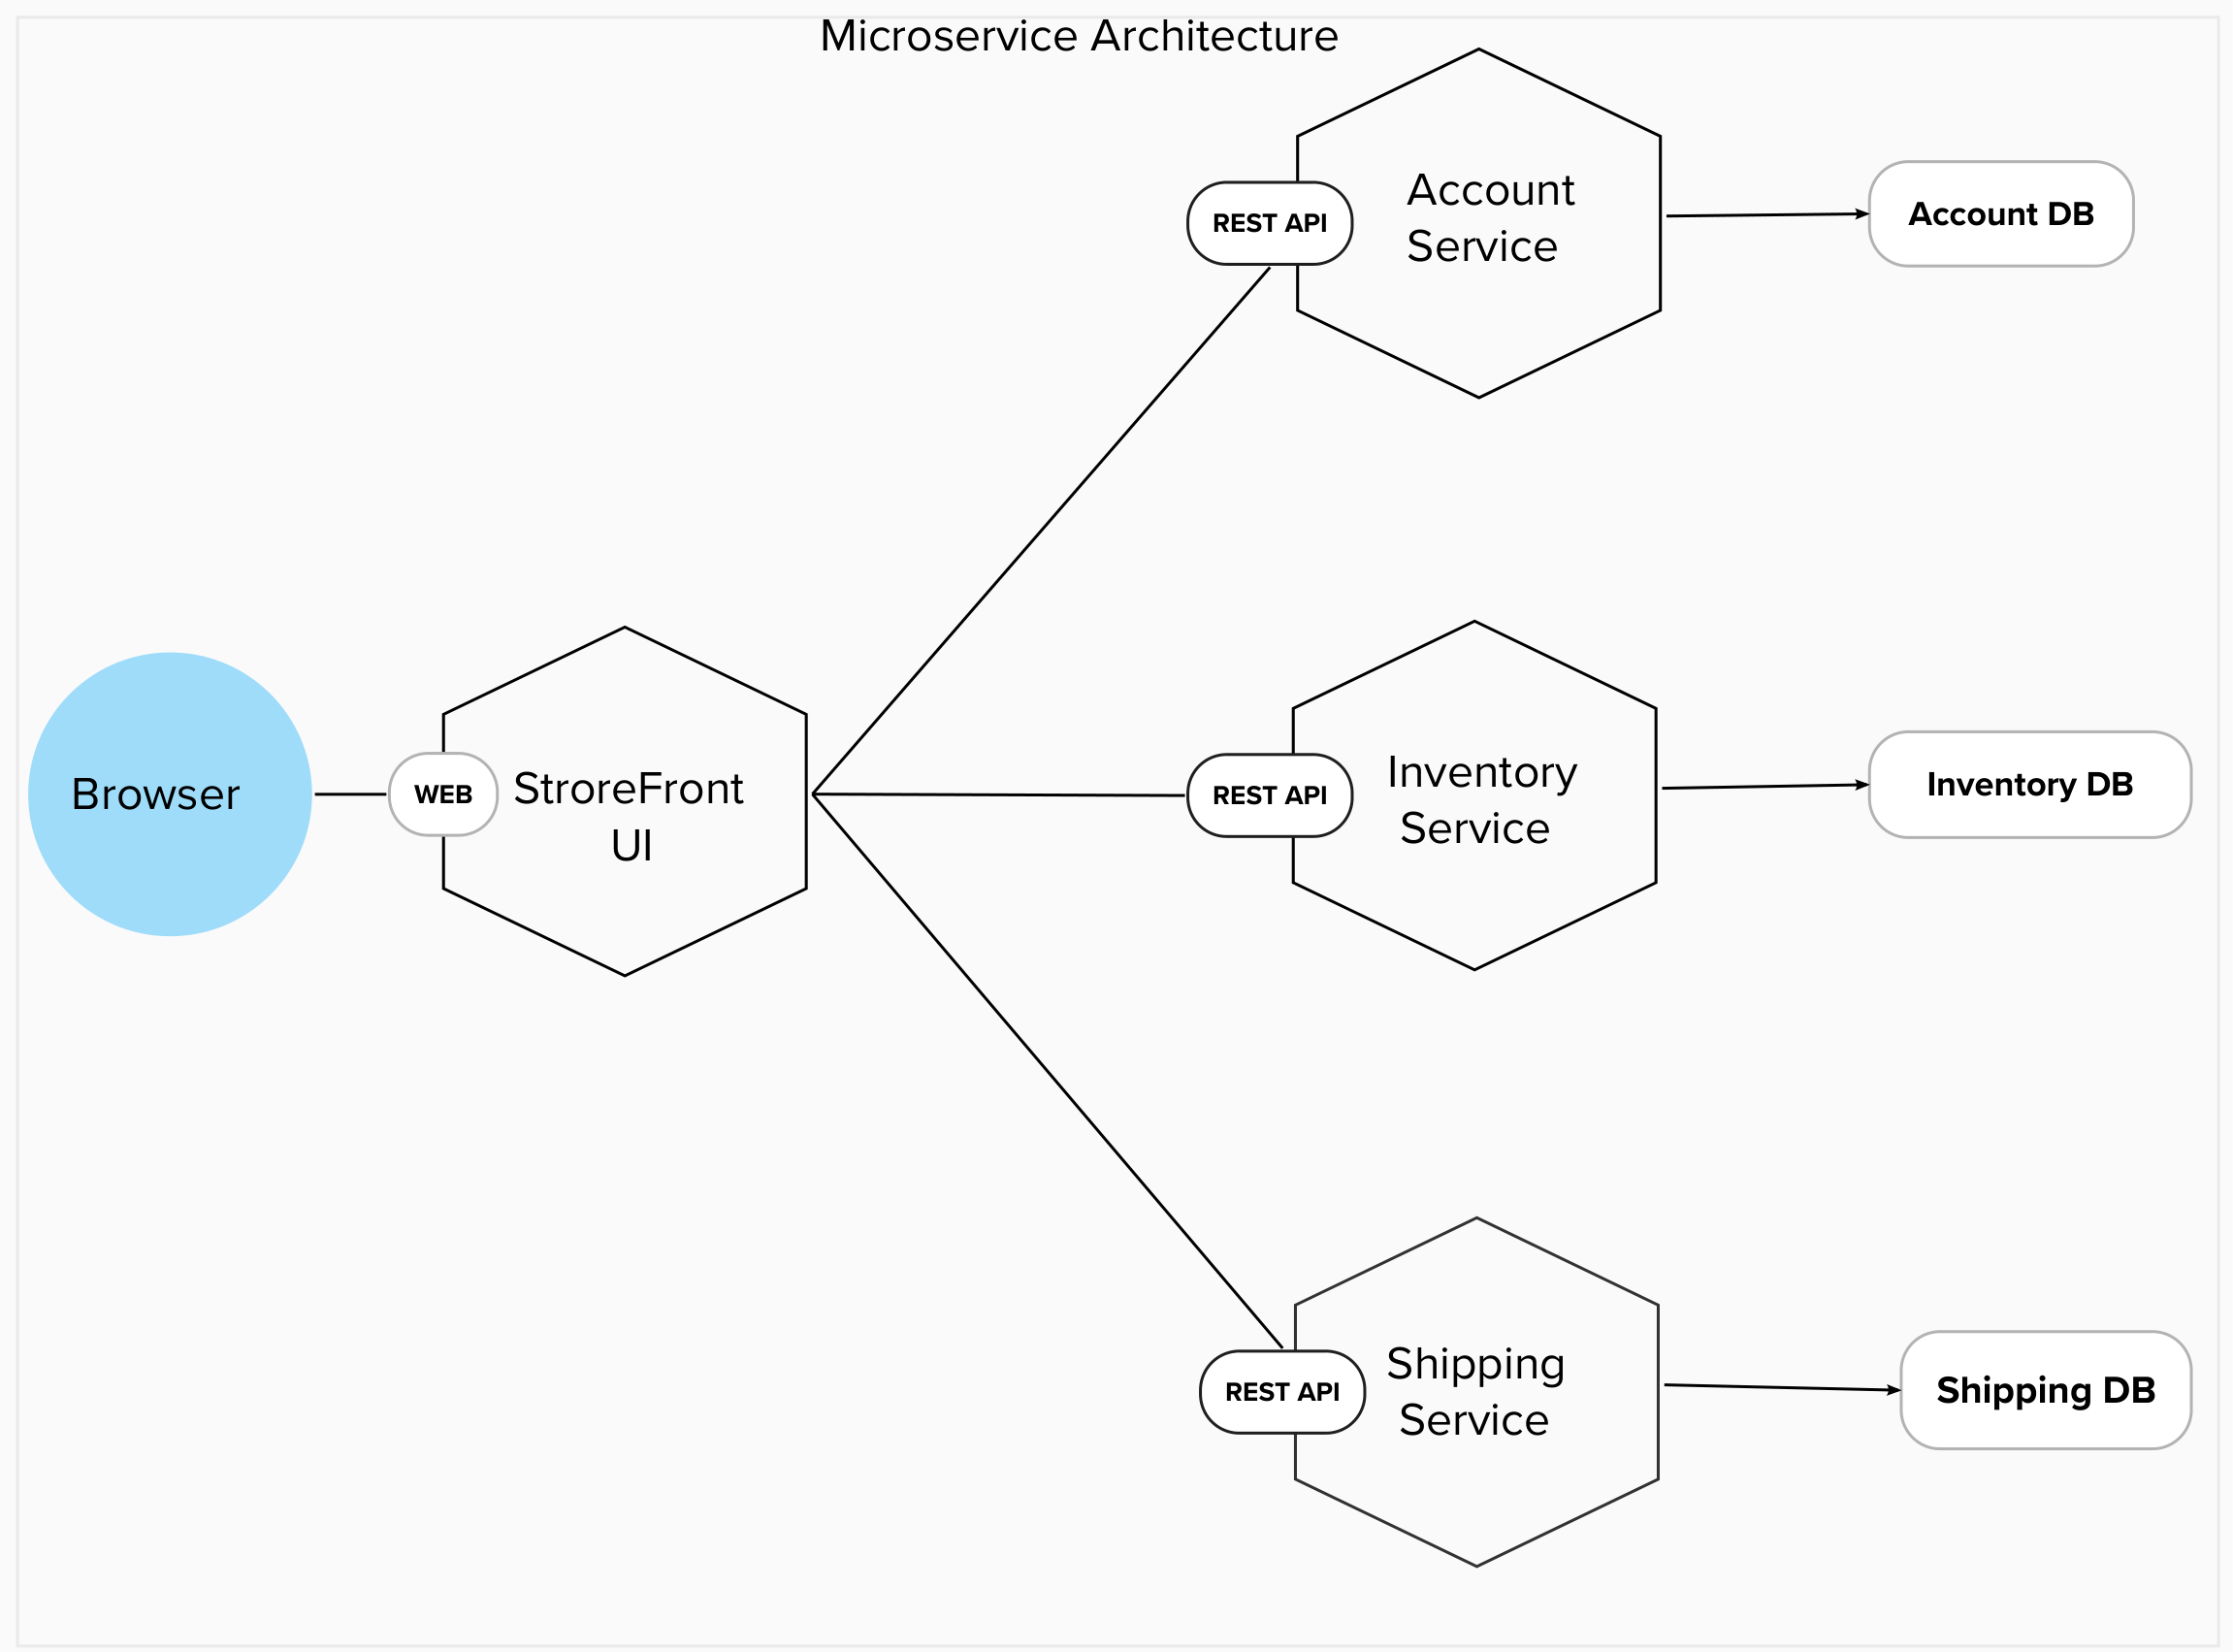 Microservice Architecture
Account
Service
REST API
Account DB
Browser
WEB
StroreFront
UI
REST API
Inventory
Service
Inventory DB
REST API
Shipping
Service
Shipping DB